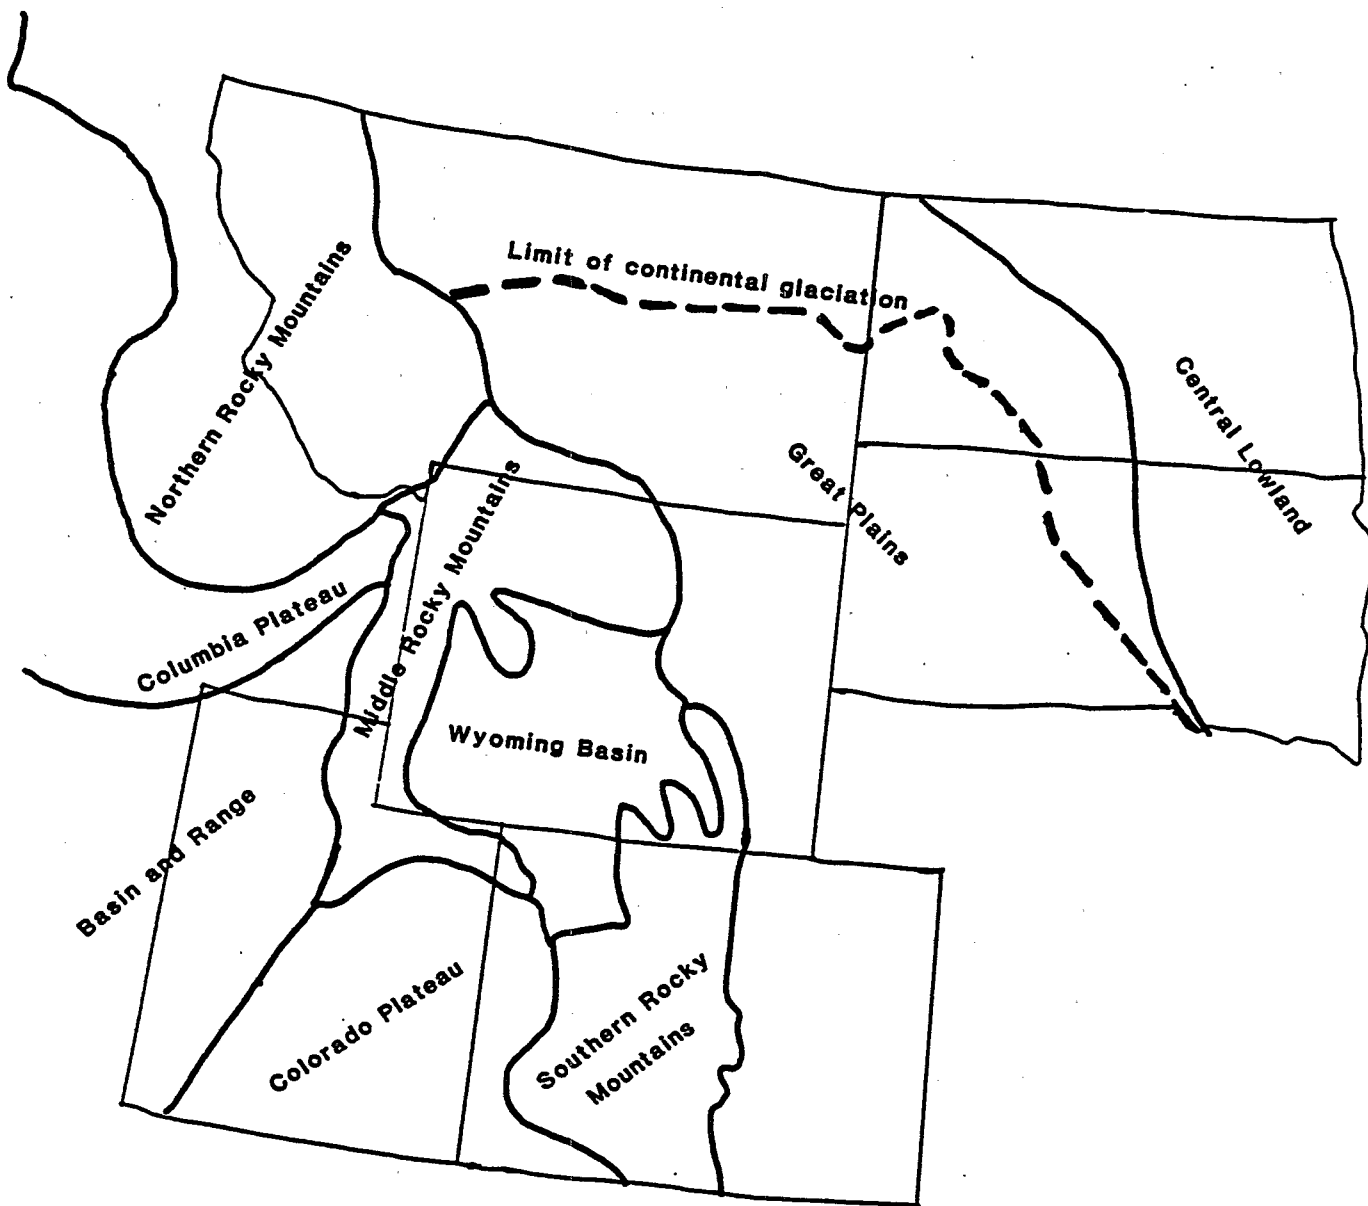 Limit of continental glaciation
Northern Rocky Mountains
Central Lowland
Great Plains
Middle Rocky Mountains
Columbia Plateau
Wyoming Basin
Basin and Range
Colorado Plateau
Southern Rocky
Mountains